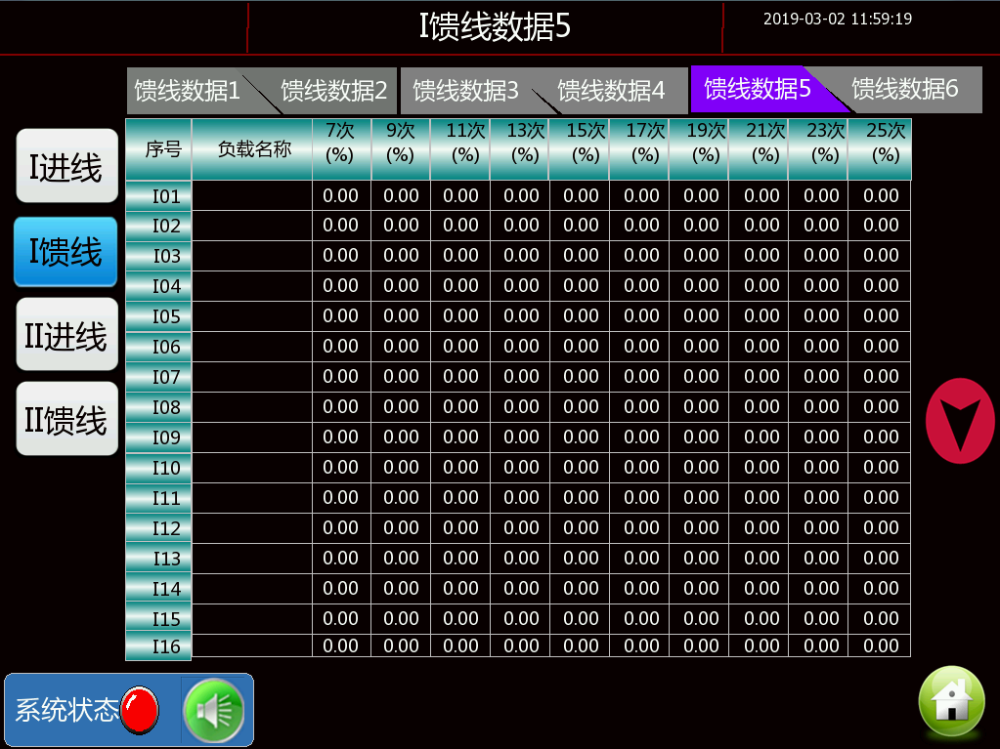 I馈线数据5
2019-03-02 11:59:19
馈线数据1 馈线数据2 馈线数据3 馈线数据4 馈线数据5 馈线数据6
I进线
I馈线
II进线
II馈线
序号 负载名称 7次(%) 9次(%) 11次(%) 13次(%) 15次(%) 17次(%) 19次(%) 21次(%) 23次(%) 25次(%)
I01 0.00 0.00 0.00 0.00 0.00 0.00 0.00 0.00 0.00 0.00
I02 0.00 0.00 0.00 0.00 0.00 0.00 0.00 0.00 0.00 0.00
I03 0.00 0.00 0.00 0.00 0.00 0.00 0.00 0.00 0.00 0.00
I04 0.00 0.00 0.00 0.00 0.00 0.00 0.00 0.00 0.00 0.00
I05 0.00 0.00 0.00 0.00 0.00 0.00 0.00 0.00 0.00 0.00
I06 0.00 0.00 0.00 0.00 0.00 0.00 0.00 0.00 0.00 0.00
I07 0.00 0.00 0.00 0.00 0.00 0.00 0.00 0.00 0.00 0.00
I08 0.00 0.00 0.00 0.00 0.00 0.00 0.00 0.00 0.00 0.00
I09 0.00 0.00 0.00 0.00 0.00 0.00 0.00 0.00 0.00 0.00
I10 0.00 0.00 0.00 0.00 0.00 0.00 0.00 0.00 0.00 0.00
I11 0.00 0.00 0.00 0.00 0.00 0.00 0.00 0.00 0.00 0.00
I12 0.00 0.00 0.00 0.00 0.00 0.00 0.00 0.00 0.00 0.00
I13 0.00 0.00 0.00 0.00 0.00 0.00 0.00 0.00 0.00 0.00
I14 0.00 0.00 0.00 0.00 0.00 0.00 0.00 0.00 0.00 0.00
I15 0.00 0.00 0.00 0.00 0.00 0.00 0.00 0.00 0.00 0.00
I16 0.00 0.00 0.00 0.00 0.00 0.00 0.00 0.00 0.00 0.00
系统状态